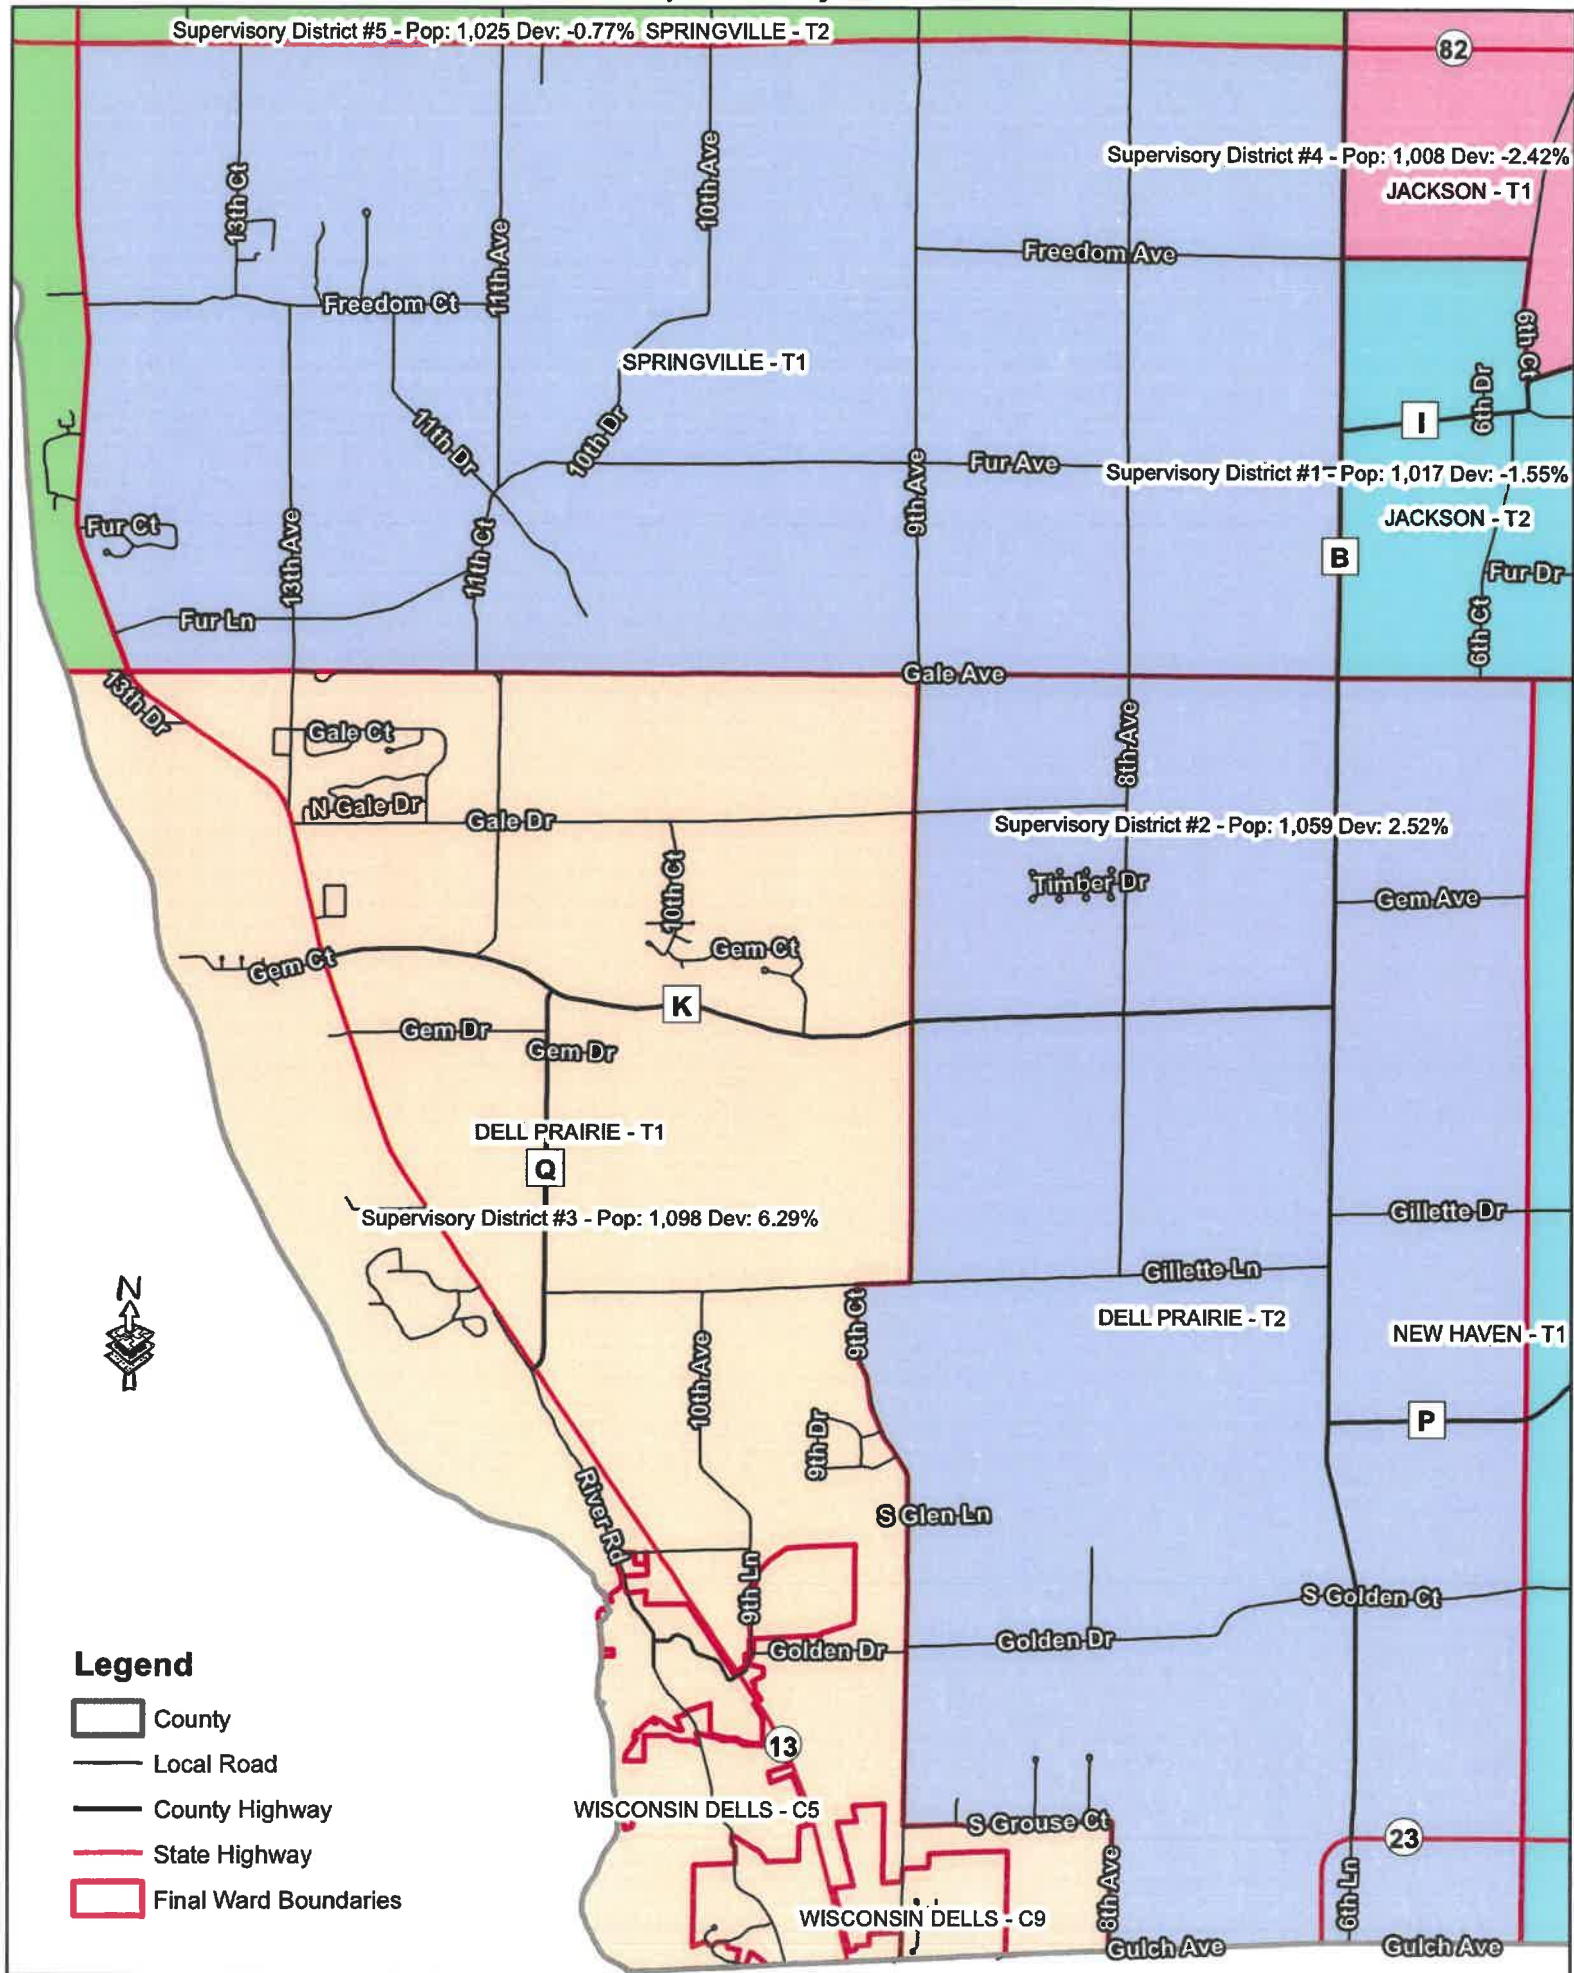 Supervisory District #5 - Pop: 1,025 Dev: -0.77% SPRINGVILLE - T2
82
Supervisory District #4 - Pop: 1,008 Dev: -2.42%
JACKSON - T1
13th Ct
10th Ave
11th Ave
Freedom Ave
Freedom Ct
6th Ct
SPRINGVILLE - T1
6th Dr
I
11th Dr
10th Dr
9th Ave
Fur Ave
Supervisory District #1 - Pop: 1,017 Dev: -1.55%
JACKSON - T2
Fur Ct
13th Ave
11th Ct
B
Fur Dr
Fur Ln
6th Ct
Gale Ave
13th Dr
Gale Ct
8th Ave
N Gale Dr
Gale Dr
Supervisory District #2 - Pop: 1,059 Dev: 2.52%
10th Ct
Timber Dr
Gem Ave
Gem Ct
Gem Ct
K
Gem Dr
Gem Dr
DELL PRAIRIE - T1
Q
Supervisory District #3 - Pop: 1,098 Dev: 6.29%
Gillette Dr
Gillette Ln
N
9th Ct
DELL PRAIRIE - T2
NEW HAVEN - T1
10th Ave
9th Dr
P
River Rd
S Glen Ln
9th Ln
S Golden Ct
Golden Dr
Golden Dr
13
WISCONSIN DELLS - C5
S Grouse Ct
23
8th Ave
6th Ln
WISCONSIN DELLS - C9
Gulch Ave
Gulch Ave
Legend
County
Local Road
County Highway
State Highway
Final Ward Boundaries